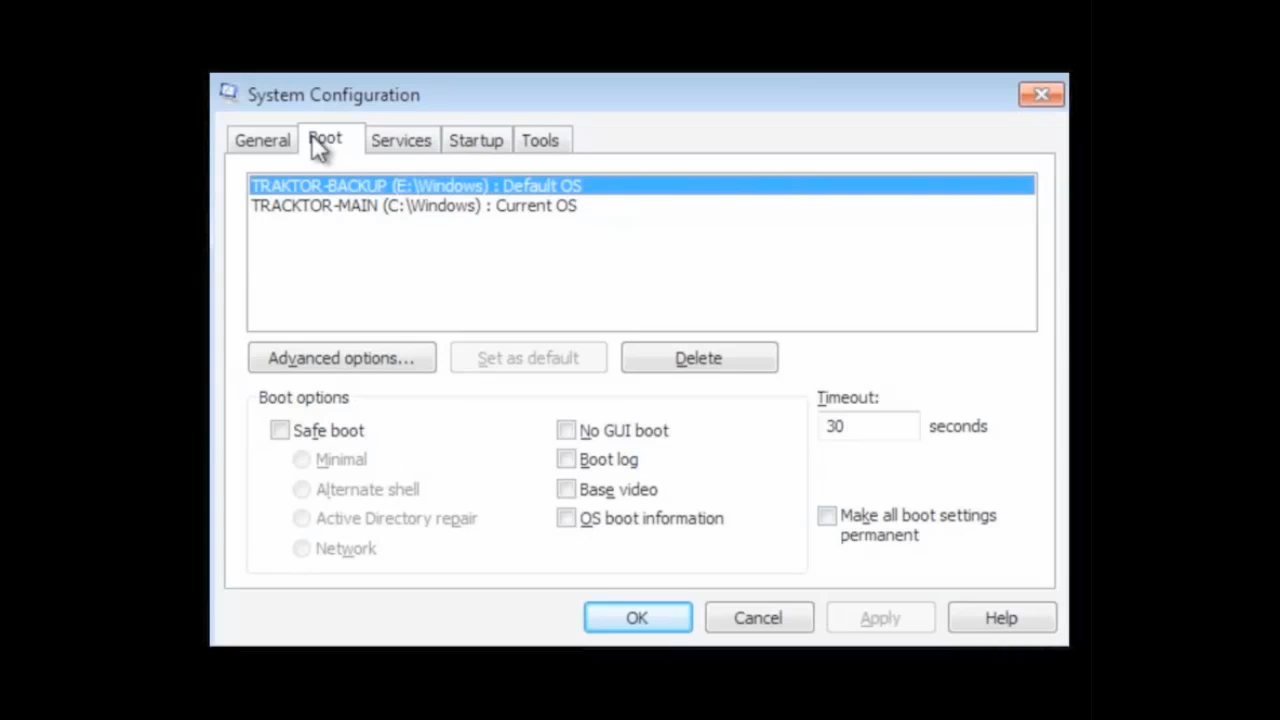 System Configuration
General Boot Services Startup Tools
TRAKTOR-BACKUP (E:\Windows) : Default OS
TRACKTOR-MAIN (C:\Windows) : Current OS
Advanced options... Set as default Delete
Boot options
Timeout:
Safe boot No GUI boot
30 seconds
Minimal Boot log
Alternate shell Base video
Active Directory repair OS boot information
Make all boot settings
permanent
Network
OK Cancel Apply Help